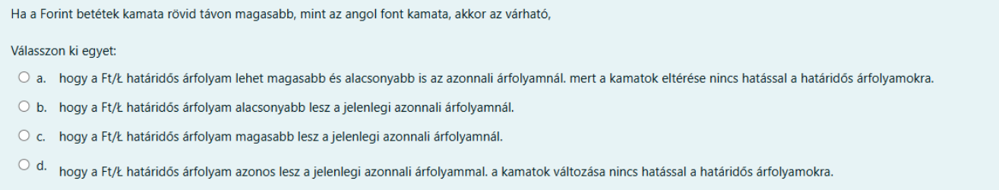 Ha a Forint betétek kamata rövid távon magasabb, mint az angol font kamata, akkor az várható,
Válasszon ki egyet:
a. hogy a Ft/Ł határidős árfolyam lehet magasabb és alacsonyabb is az azonnali árfolyamnál. mert a kamatok eltérése nincs hatással a határidős árfolyamokra.
b. hogy a Ft/Ł határidős árfolyam alacsonyabb lesz a jelenlegi azonnali árfolyamnál.
c. hogy a Ft/Ł határidős árfolyam magasabb lesz a jelenlegi azonnali árfolyamnál.
d. hogy a Ft/Ł határidős árfolyam azonos lesz a jelenlegi azonnali árfolyammal. a kamatok változása nincs hatással a határidős árfolyamokra.